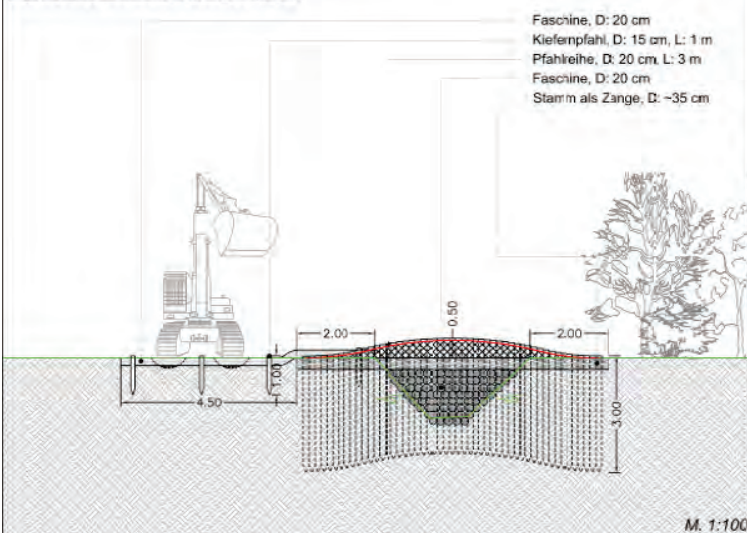 Faschine, D: 20 cm
Kiefernpfahl, D: 15 cm, L: 1 m
Pfahlreihe, D: 20 cm, L: 3 m
Faschine, D: 20 cm
Stamm als Zange, D: ~35 cm
0.50
2.00
2.00
1.00
4.50
3.00
M. 1:100